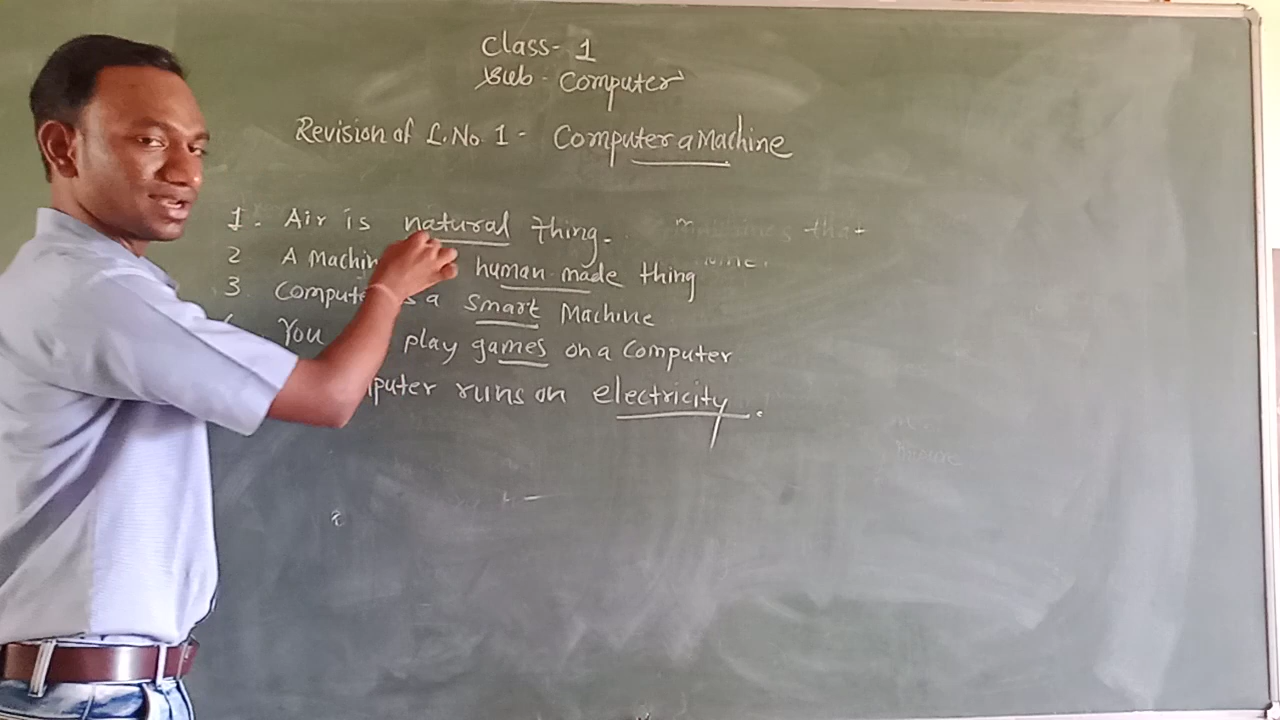 Class- 1
Sub - Computer
Revision of L.No. 1 - Computer a Machine
1. Air is natural thing. that
2 A Machin human made thing
3. Compute s a Smart Machine
You play games on a Computer
puter runs on electricity.